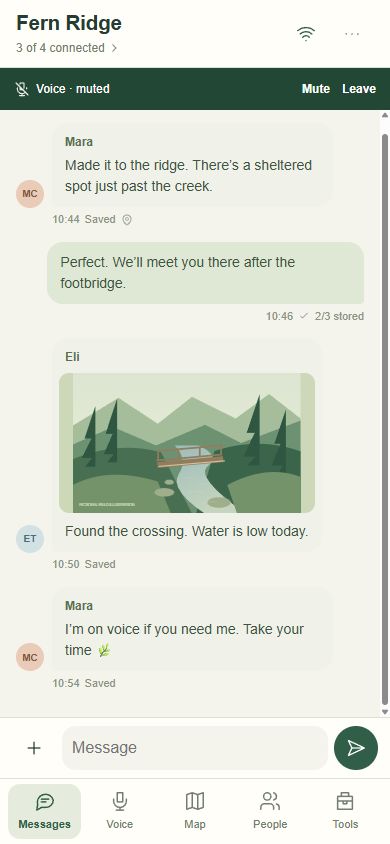 Fern Ridge
3 of 4 connected
Voice · muted
Mute Leave
Mara
Made it to the ridge. There’s a sheltered
spot just past the creek.
MC
10:44 Saved
Perfect. We’ll meet you there after the
footbridge.
10:46 2/3 stored
Eli
Found the crossing. Water is low today.
ET
10:50 Saved
Mara
I’m on voice if you need me. Take your
time 🌿
MC
10:54 Saved
Message
Messages Voice Map People Tools